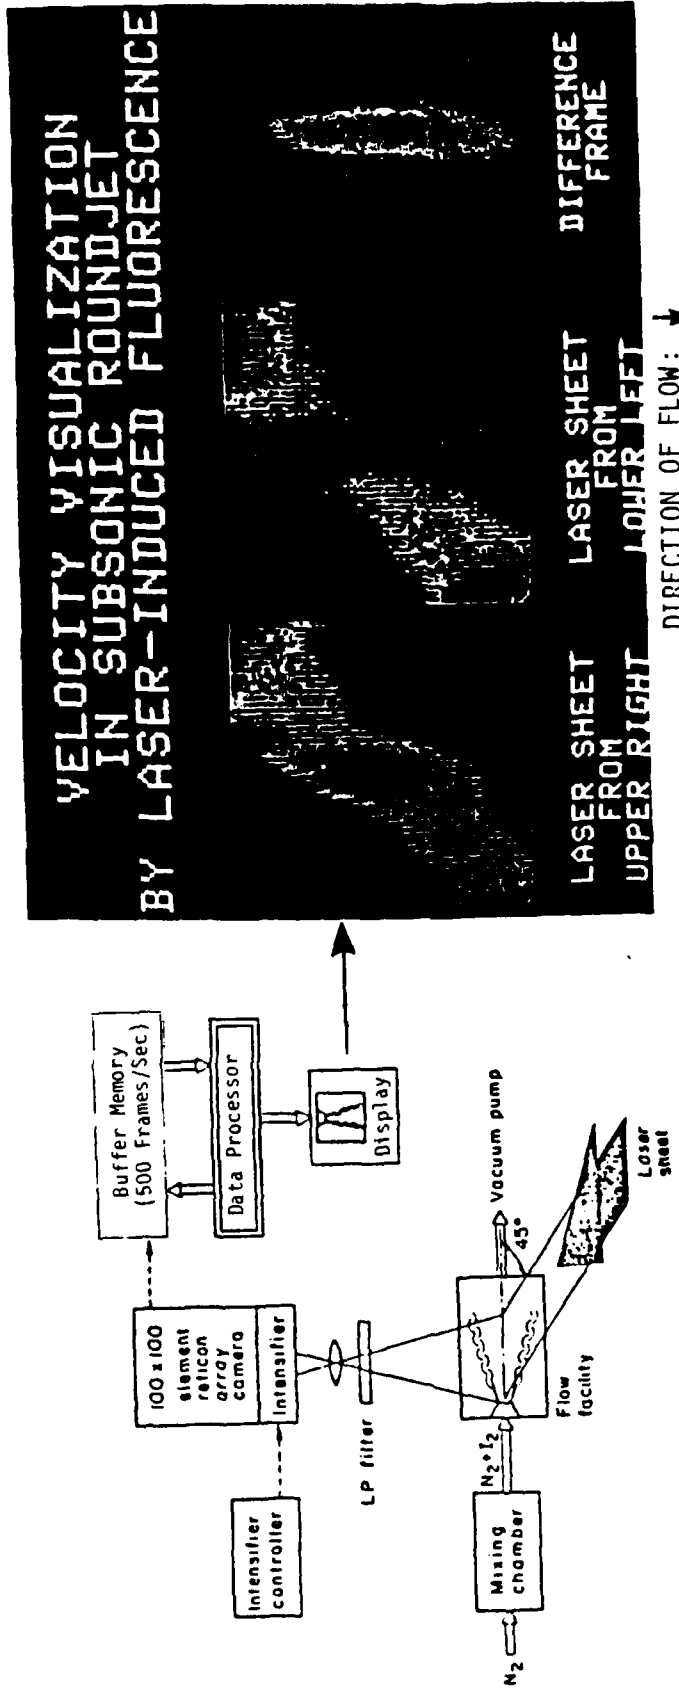 VELOCITY VISUALIZATION
IN SUBSONIC ROUNDJET
BY LASER-INDUCED FLUORESCENCE
LASER SHEET
FROM
UPPER RIGHT
LASER SHEET
FROM
LOWER LEFT
DIFFERENCE
FRAME
DIRECTION OF FLOW: ↓
Buffer Memory
(500 Frames/Sec)
Data Processor
Display
100 x 100
element
reticon
array
camera
Intensifier
Intensifier
controller
LP filter
N2
Mixing
chamber
N2+I2
Flow
facility
Vacuum pump
45°
Laser
sheet